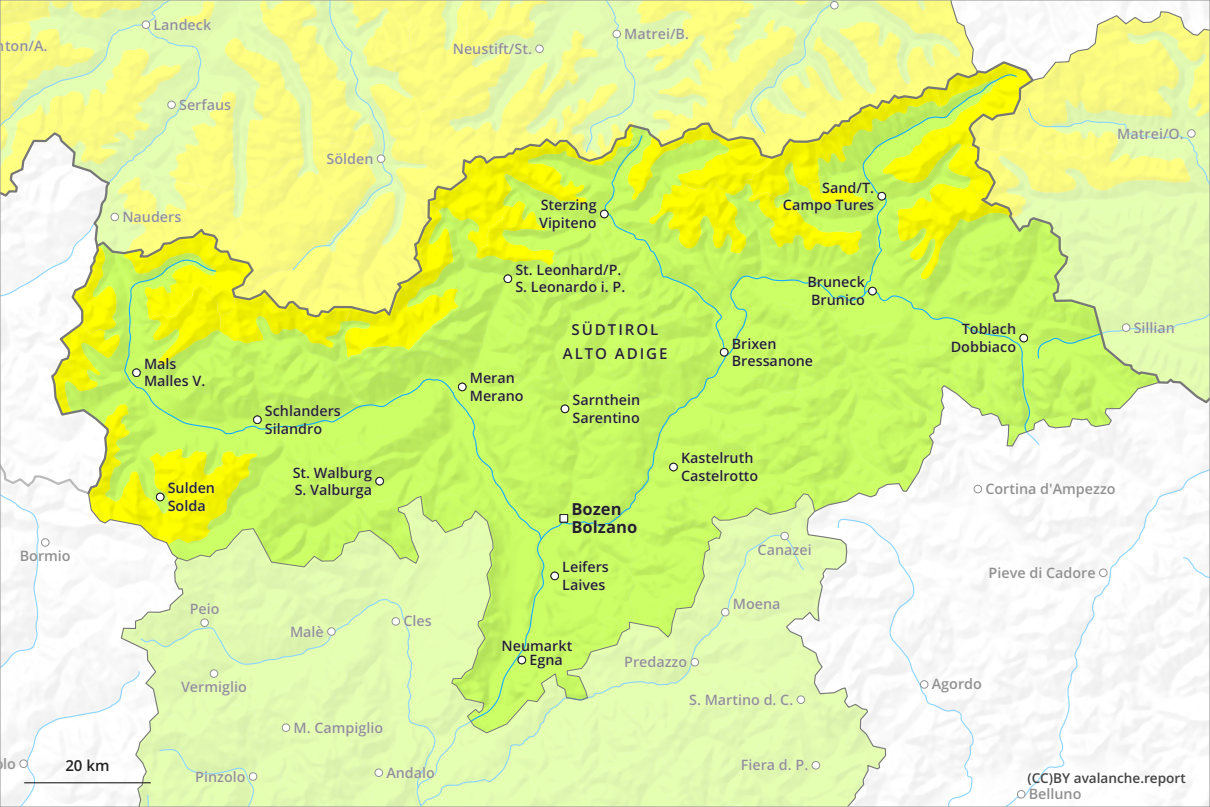 Landeck
nton/A.
Neustift/St.
Matrei/B.
Serfaus
Matrei/O.
Sölden
Sand/T.
Campo Tures
Nauders
Sterzing
Vipiteno
St. Leonhard/P.
S. Leonardo i. P.
Bruneck
Brunico
SÜDTIROL
ALTO ADIGE
Toblach
Dobbiaco
Sillian
Brixen
Bressanone
Mals
Malles V.
Meran
Merano
Schlanders
Silandro
Sarnthein
Sarentino
Kastelruth
Castelrotto
St. Walburg
S. Valburga
Sulden
Solda
Cortina d'Ampezzo
Bozen
Bolzano
Bormio
Canazei
Leifers
Laives
Pieve di Cadore
Peio
Moena
Malè
Cles
Neumarkt
Egna
Predazzo
Vermiglio
Agordo
S. Martino d. C.
M. Campiglio
olo
20 km
Pinzolo
Andalo
Fiera d. P.
(CC)BY avalanche.report
Belluno